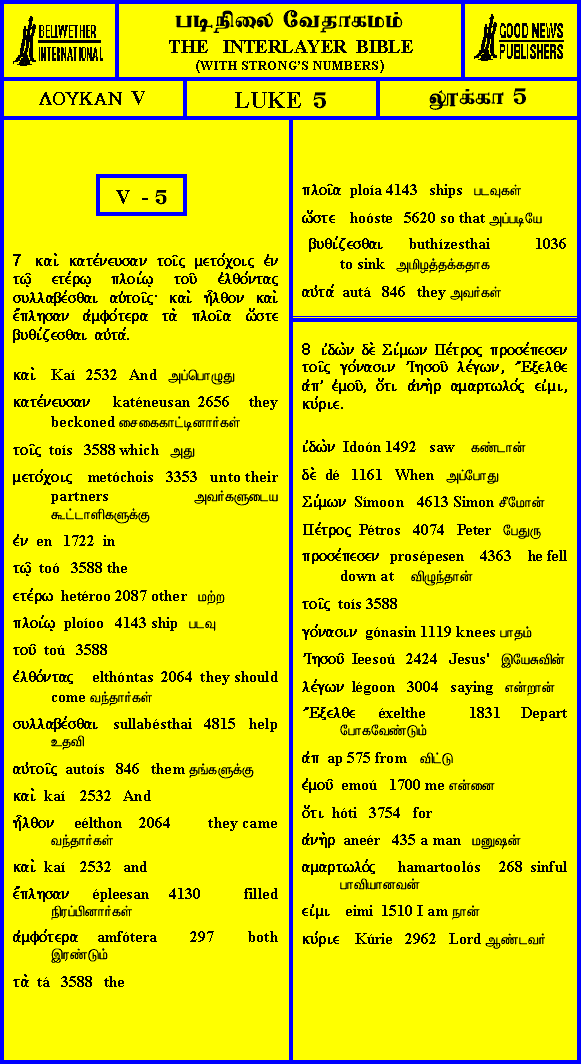 BELLWETHER
INTERNATIONAL
படிநிலை வேதாகமம்
THE INTERLAYER BIBLE
(WITH STRONG'S NUMBERS)
GOOD NEWS
PUBLISHERS
ΛΟΥΚΑΝ V
LUKE 5
லூக்கா 5
V - 5
7 καὶ κατένευσαν τοῖς μετόχοις ἐν
τῷ ετέρῳ πλοίῳ τοῦ ἐλθόντας
συλλαβέσθαι αὐτοῖς· καὶ ἦλθον καὶ
ἔπλησαν ἀμφότερα τὰ πλοῖα ὥστε
βυθίζεσθαι αὐτά.
καὶ Kaí 2532 And அப்பொழுது
κατένευσαν katéneusan 2656 they
beckoned சைகைகாட்டினார்கள்
τοῖς toís 3588 which அது
μετόχοις metóchois 3353 unto their
partners அவர்களுடைய
கூட்டாளிகளுக்கு
ἐν en 1722 in
τῷ toó 3588 the
ετέρω hetéroo 2087 other மற்ற
πλοίῳ ploíoo 4143 ship படவு
τοῦ toú 3588
ἐλθόντας elthóntas 2064 they should
come வந்தார்கள்
συλλαβέσθαι sullabésthai 4815 help
உதவி
αὐτοῖς autoís 846 them தங்களுக்கு
καὶ kaí 2532 And
ἦλθον eélthon 2064 they came
வந்தார்கள்
καὶ kaí 2532 and
ἔπλησαν épleesan 4130 filled
நிரப்பினார்கள்
ἀμφότερα amfótera 297 both
இரண்டும்
τὰ tá 3588 the
πλοῖα ploía 4143 ships படவுகள்
ὥστε hoóste 5620 so that அப்படியே
βυθίζεσθαι buthízesthai 1036
to sink அமிழத்தக்கதாக
αὐτά autá 846 they அவர்கள்
8 ἰδὼν δὲ Σίμων Πέτρος προσέπεσεν
τοῖς γόνασιν Ἰησοῦ λέγων, Ἔξελθε
ἀπ' ἐμοῦ, ὅτι ἀνὴρ αμαρτωλός εἰμι,
κύριε.
ἰδὼν Idoón 1492 saw கண்டான்
δὲ dé 1161 When அப்போது
Σίμων Símoon 4613 Simon சீமோன்
Πέτρος Pétros 4074 Peter பேதுரு
προσέπεσεν prosépesen 4363 he fell
down at விழுந்தான்
τοῖς toís 3588
γόνασιν gónasin 1119 knees பாதம்
Ἰησοῦ Ieesoú 2424 Jesus' இயேசுவின்
λέγων légoon 3004 saying என்றான்
Ἔξελθε éxelthe 1831 Depart
போகவேண்டும்
ἀπ ap 575 from விட்டு
ἐμοῦ emoú 1700 me என்னை
ὅτι hóti 3754 for
ἀνὴρ aneér 435 a man மனுஷன்
αμαρτωλός hamartoolós 268 sinful
பாவியானவன்
εἰμι eimi 1510 I am நான்
κύριε Kúrie 2962 Lord ஆண்டவர்